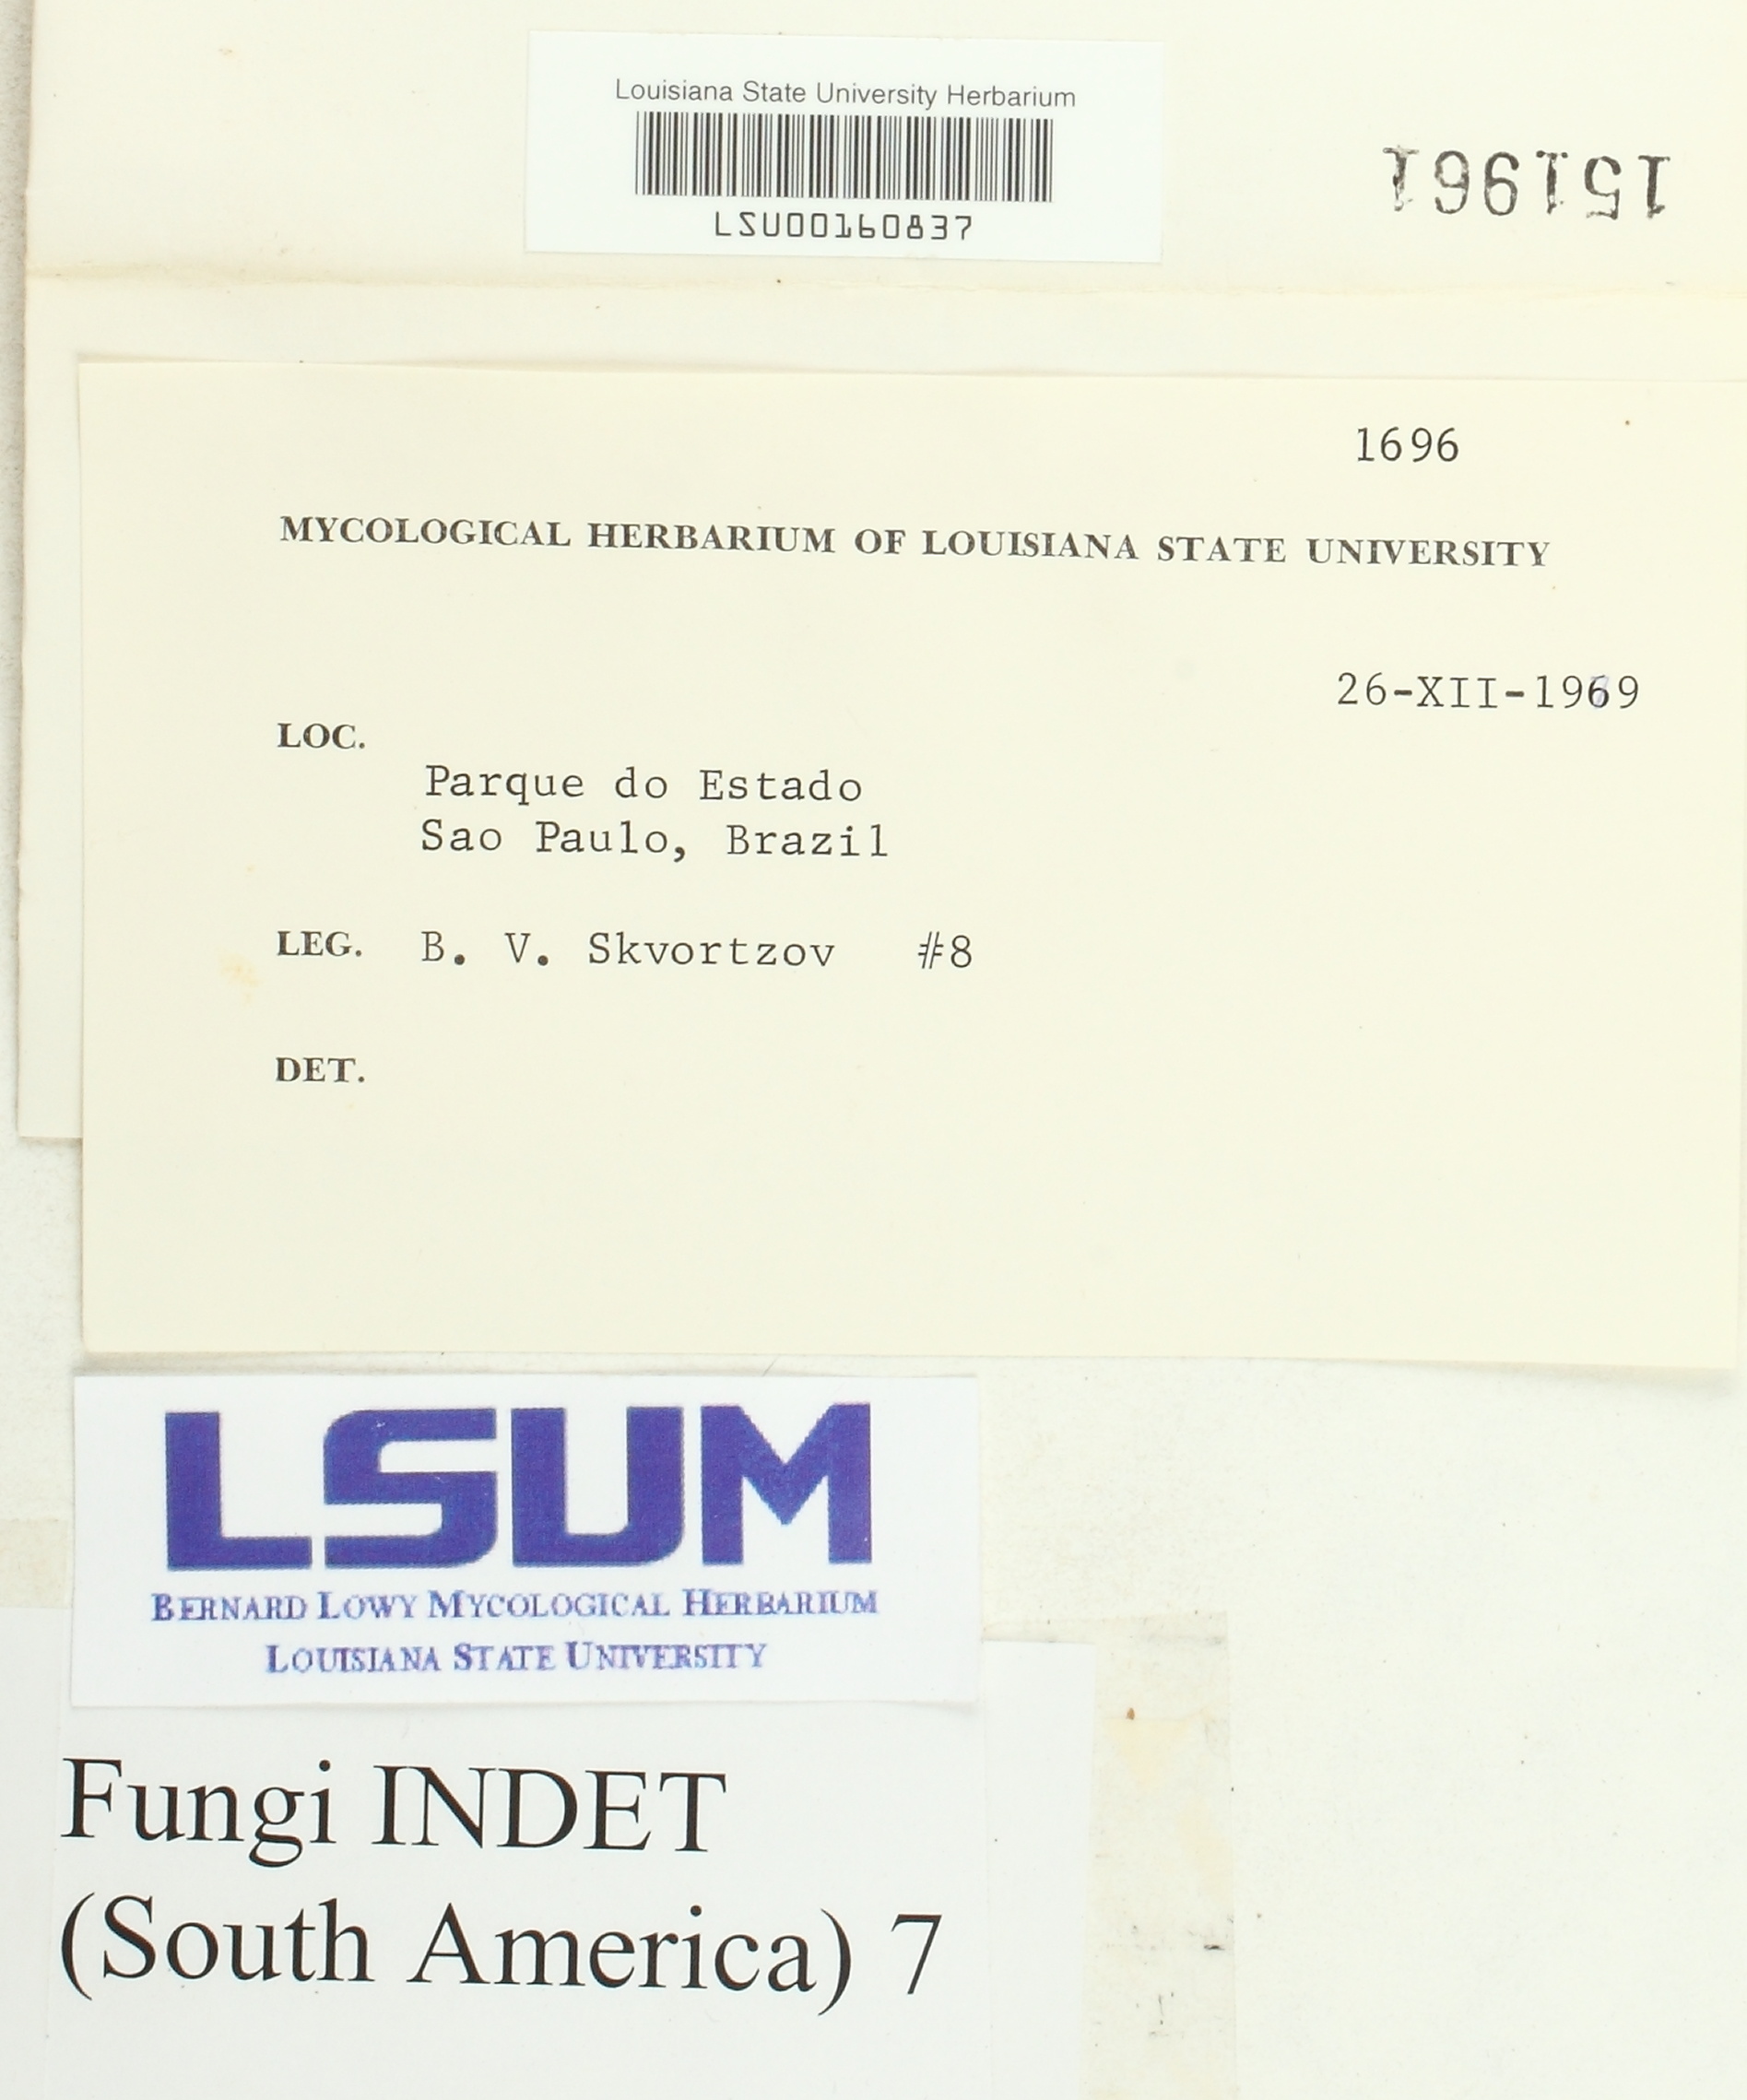 Louisiana State University Herbarium
LSU00160837
151961
1696
MYCOLOGICAL HERBARIUM OF LOUISIANA STATE UNIVERSITY
26-XII-1969
LOC.
Parque do Estado
Sao Paulo, Brazil
LEG. B. V. Skvortzov #8
DET.
LSUM
BERNARD LOWY MYCOLOGICAL HERBARIUM
LOUISIANA STATE UNIVERSITY
Fungi INDET
(South America) 7